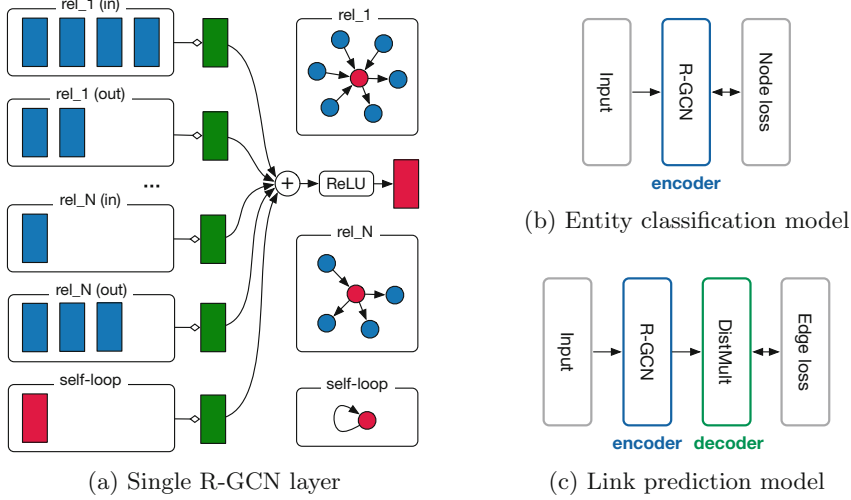 rel_1 (in)
rel_1 (out)
...
rel_N (in)
rel_N (out)
self-loop
+
ReLU
rel_1
rel_N
self-loop
(a) Single R-GCN layer
Input
R-GCN
Node loss
encoder
(b) Entity classification model
Input
R-GCN
DistMult
Edge loss
encoder
decoder
(c) Link prediction model